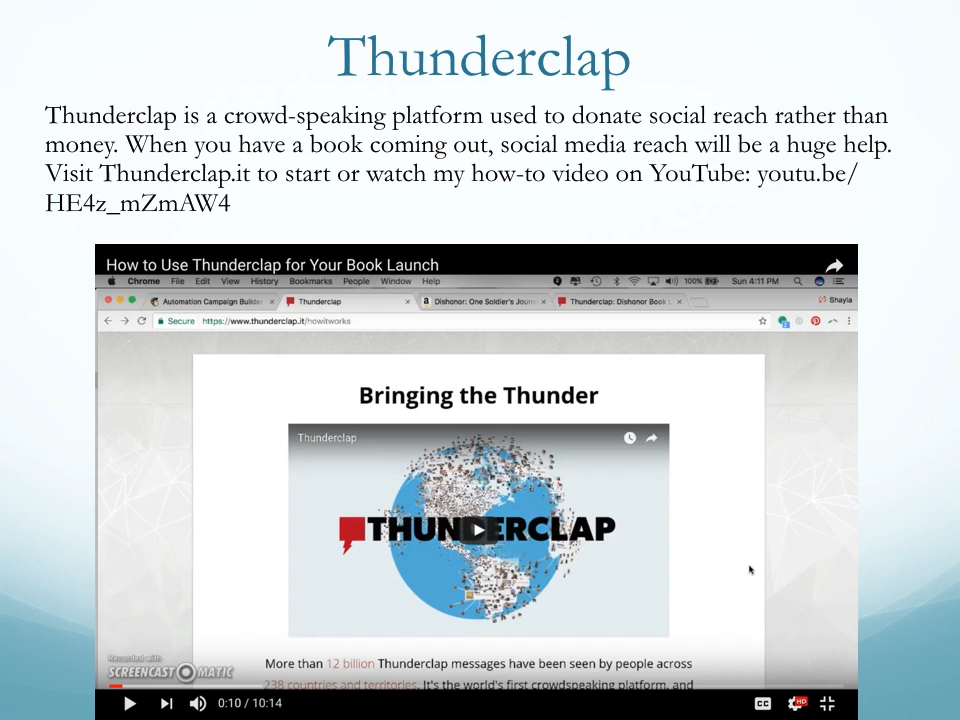 Thunderclap
Thunderclap is a crowd-speaking platform used to donate social reach rather than
money. When you have a book coming out, social media reach will be a huge help.
Visit Thunderclap.it to start or watch my how-to video on YouTube: youtu.be/
HE4z_mZmAW4
How to Use Thunderclap for Your Book Launch
Chrome File Edit View History Bookmarks People Window Help 100% Sun 4:11 PM
Automation Campaign Builder Thunderclap Dishonor: One Soldier's Journ Thunderclap: Dishonor Book L Shayla
Secure https://www.thunderclap.it/howitworks
Bringing the Thunder
Thunderclap
THUNDERCLAP
More than 12 billion Thunderclap messages have been seen by people across
238 countries and territories. It's the world's first crowdspeaking platform, and
Recorded with
SCREENCAST-O-MATIC
0:10 / 10:14 CC HD